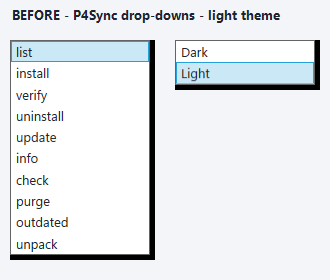 BEFORE - P4Sync drop-downs - light theme
list
install
verify
uninstall
update
info
check
purge
outdated
unpack
Dark
Light